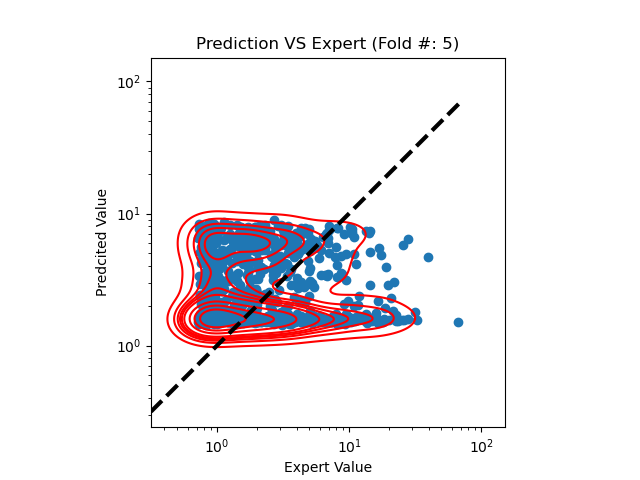 Prediction VS Expert (Fold #: 5)
10²
10¹
10⁰
Predcited Value
10⁰ 10¹ 10²
Expert Value